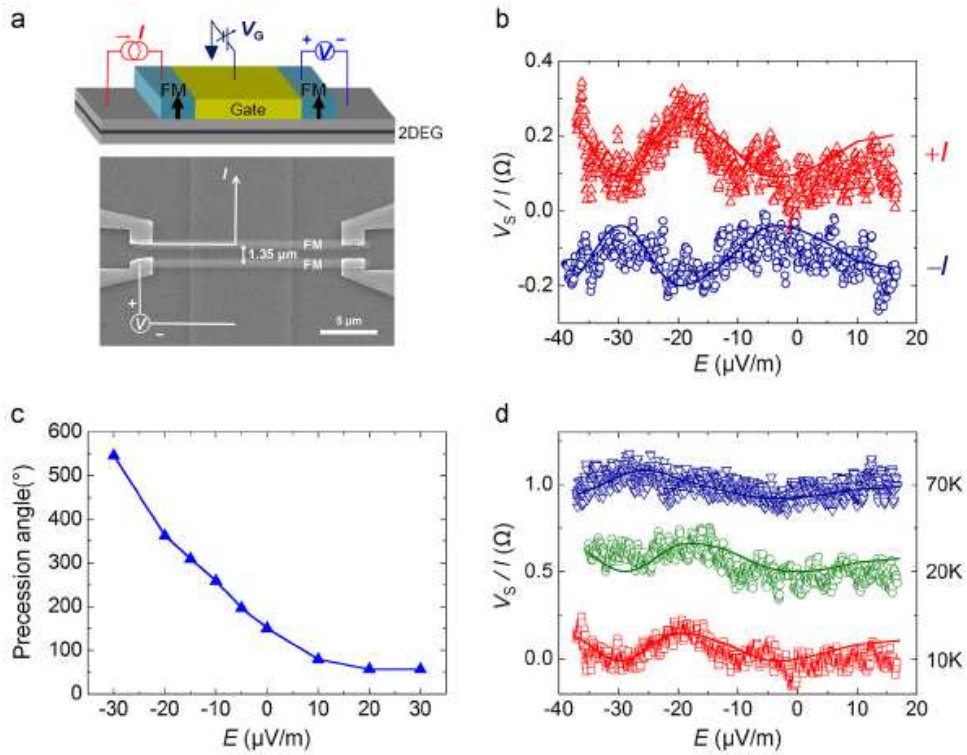 a
I
V_G
+ V −
FM
FM
Gate
2DEG
I
FM
1.35 µm
FM
+
V
−
5 µm
b
0.4
0.2
0.0
-0.2
V_S / I (Ω)
+I
−I
-40 -30 -20 -10 0 10 20
E (µV/m)
c
600
500
400
300
200
100
0
Precession angle(°)
-30 -20 -10 0 10 20 30
E (µV/m)
d
1.0
0.5
0.0
V_S / I (Ω)
70K
20K
10K
-40 -30 -20 -10 0 10 20
E (µV/m)